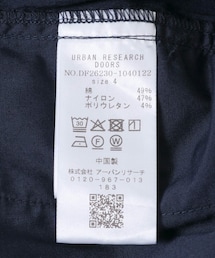 URBAN RESEARCH
DOORS
NO.DF26230-1040122
size 4
綿 49%
ナイロン 47%
ポリウレタン 4%
中国製
株式会社 アーバンリサーチ
0120-967-013
183